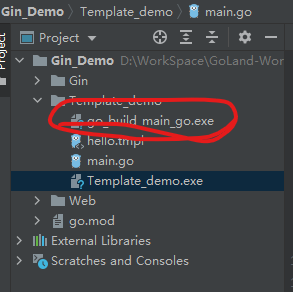 Gin_Demo Template_demo main.go
Project
Project
Gin_Demo D:\WorkSpace\GoLand-Wor
Gin
Template_demo
go_build_main_go.exe
hello.tmpl
main.go
Template_demo.exe
Web
go.mod
External Libraries
Scratches and Consoles